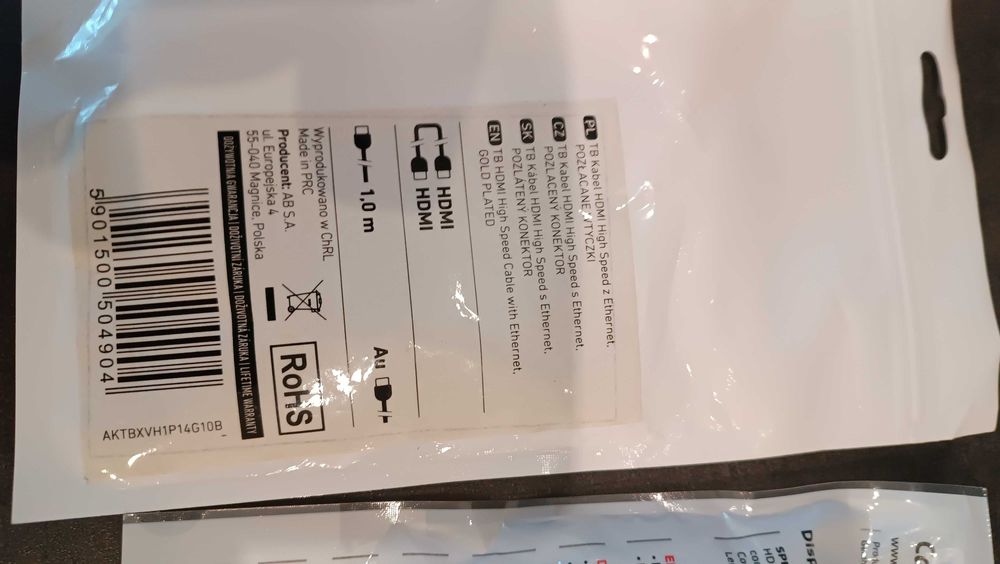 PL TB Kabel HDMI High Speed z Ethernet,
POZŁACANE WTYCZKI
CZ TB Kabel HDMI High Speed s Ethernet,
POZLACENÝ KONEKTOR
SK TB Kábel HDMI High Speed s Ethernet,
POZLÁTENÝ KONEKTOR
EN TB HDMI High Speed Cable with Ethernet,
GOLD PLATED
HDMI
HDMI
1,0 m
Au
Wyprodukowano w ChRL
Made in PRC
Producent: AB S.A.
ul. Europejska 4
55-040 Magnice, Polska
RoHS
DOŻYWOTNIA GWARANCJA | DOŽIVOTNÍ ZÁRUKA | DOŽIVOTNÁ ZÁRUKA | LIFETIME WARRANTY
5 901500 504904
AKTBXVH1P14G10B
www.